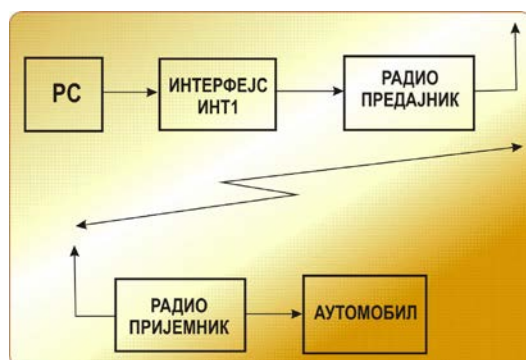 PC
ИНТЕРФЕЈС
ИНТ1
РАДИО
ПРЕДАЈНИК
РАДИО
ПРИЈЕМНИК
АУТОМОБИЛ